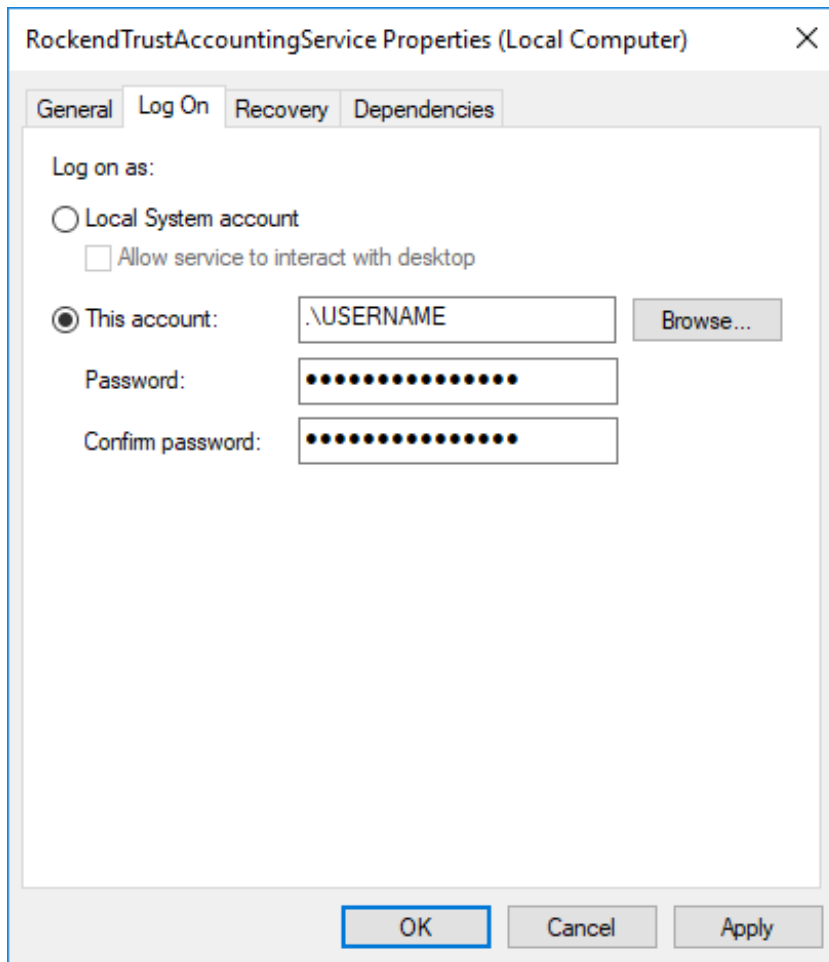 RockendTrustAccountingService Properties (Local Computer)
General Log On Recovery Dependencies
Log on as:
Local System account
Allow service to interact with desktop
This account: .\USERNAME Browse...
Password: •••••••••••••••
Confirm password: •••••••••••••••
OK Cancel Apply